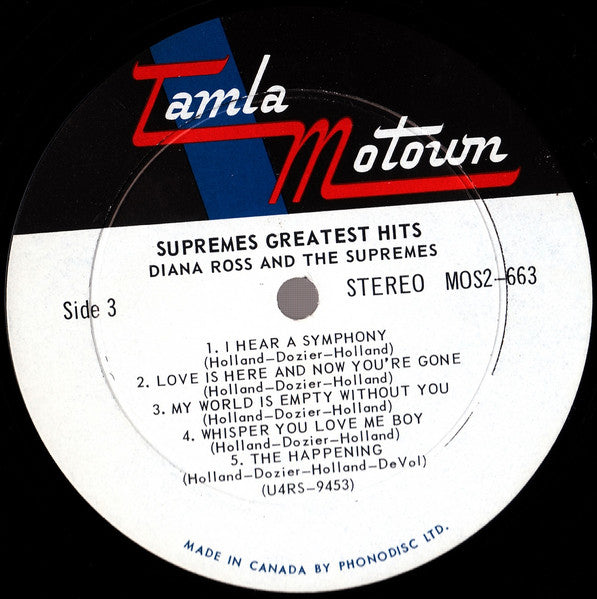 Tamla
Motown
SUPREMES GREATEST HITS
DIANA ROSS AND THE SUPREMES
Side 3
STEREO MOS2-663
1. I HEAR A SYMPHONY
(Holland-Dozier-Holland)
2. LOVE IS HERE AND NOW YOU'RE GONE
(Holland-Dozier-Holland)
3. MY WORLD IS EMPTY WITHOUT YOU
(Holland-Dozier-Holland)
4. WHISPER YOU LOVE ME BOY
(Holland-Dozier-Holland)
5. THE HAPPENING
(Holland-Dozier-Holland-DeVol)
(U4RS-9453)
MADE IN CANADA BY PHONODISC LTD.